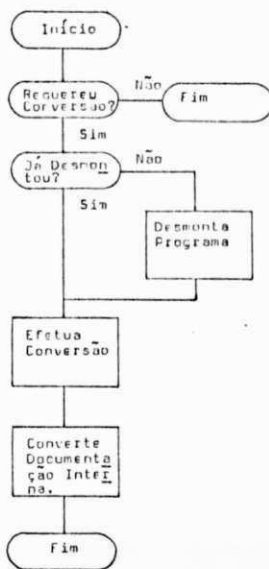 Início
Requereu
Conversão?
Não
Fim
Sim
Já Desmon
tou?
Não
Sim
Desmonta
Programa
Efetua
Conversão
Converte
Documenta
ção Inter
na.
Fim